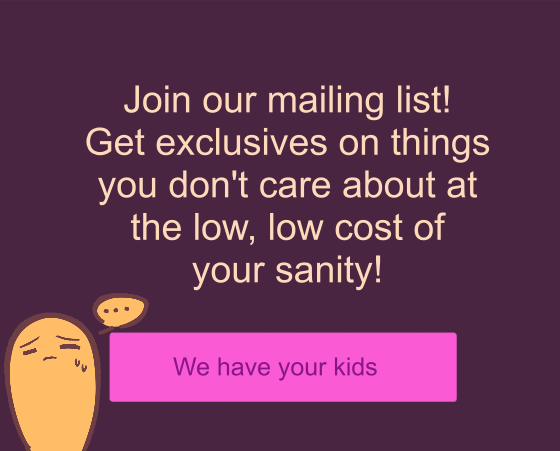 Join our mailing list!
Get exclusives on things
you don't care about at
the low, low cost of
your sanity!
...
We have your kids